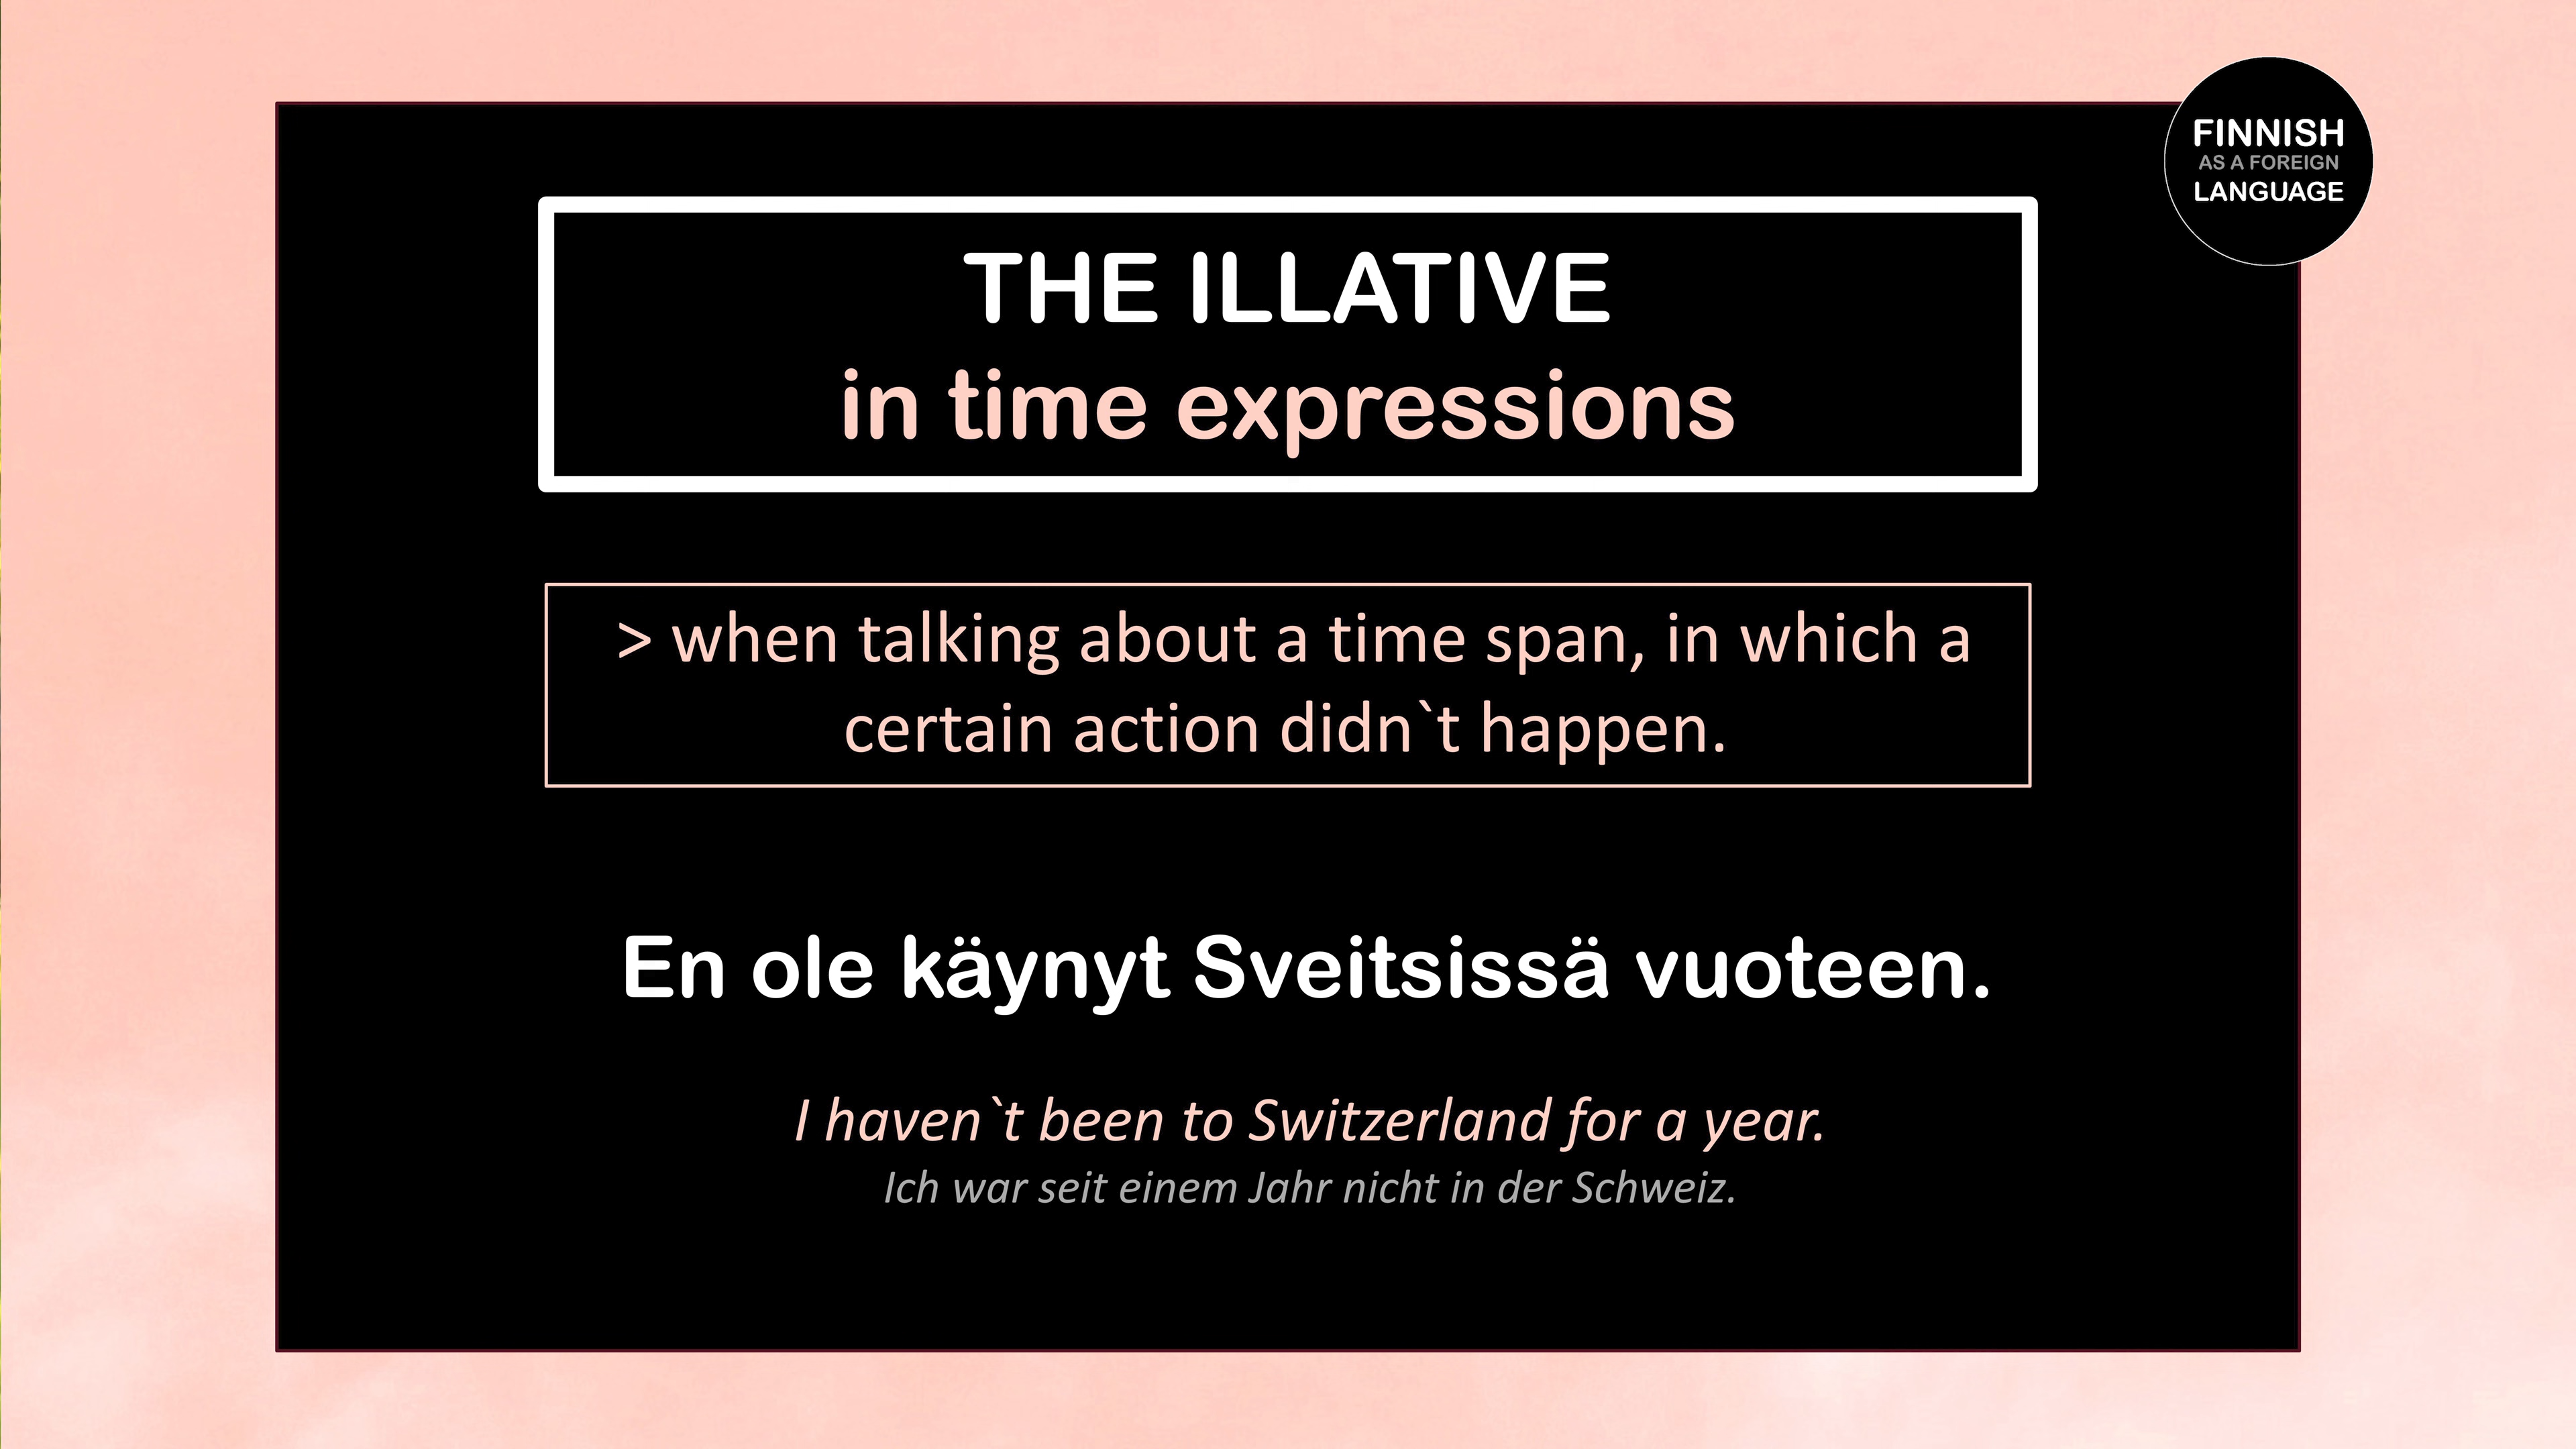 FINNISH
AS A FOREIGN
LANGUAGE
THE ILLATIVE
in time expressions
> when talking about a time span, in which a
certain action didn`t happen.
En ole käynyt Sveitsissä vuoteen.
I haven`t been to Switzerland for a year.
Ich war seit einem Jahr nicht in der Schweiz.